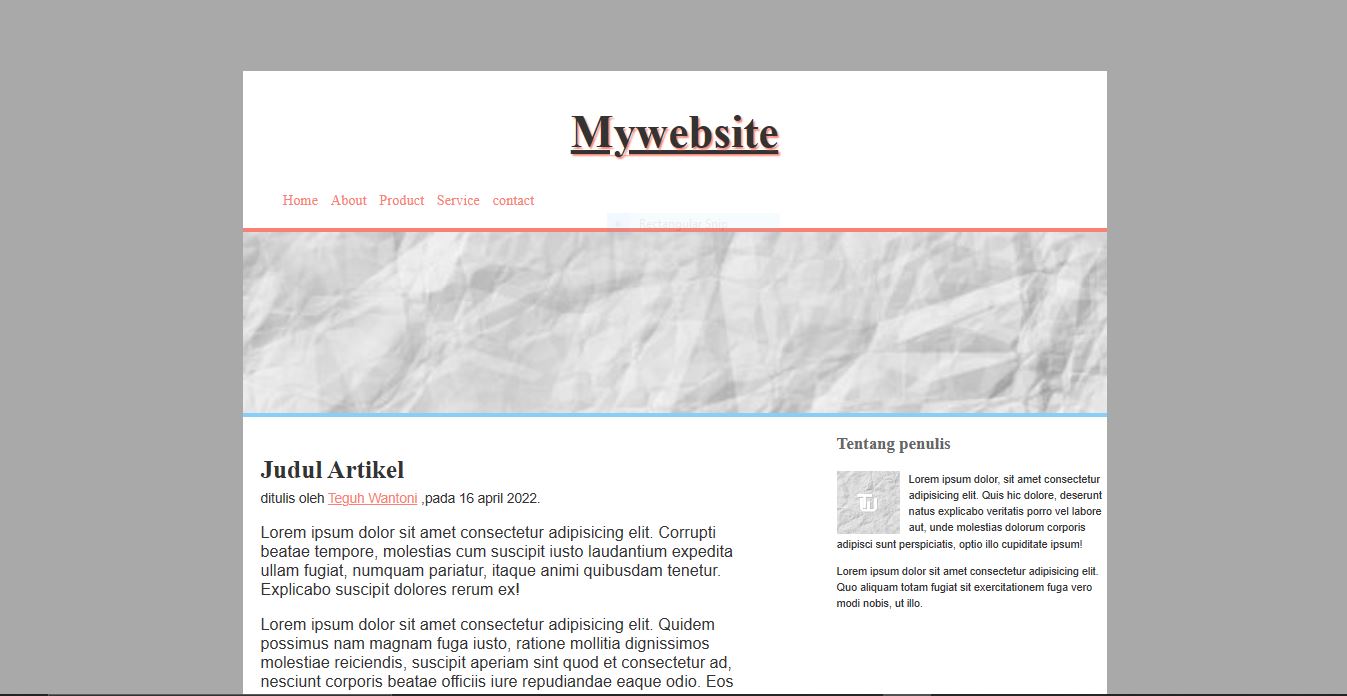 Mywebsite
Home About Product Service contact
Rectangular Snip
Judul Artikel
ditulis oleh Teguh Wantoni ,pada 16 april 2022.
Lorem ipsum dolor sit amet consectetur adipisicing elit. Corrupti
beatae tempore, molestias cum suscipit iusto laudantium expedita
ullam fugiat, numquam pariatur, itaque animi quibusdam tenetur.
Explicabo suscipit dolores rerum ex!
Lorem ipsum dolor sit amet consectetur adipisicing elit. Quidem
possimus nam magnam fuga iusto, ratione mollitia dignissimos
molestiae reiciendis, suscipit aperiam sint quod et consectetur ad,
nesciunt corporis beatae officiis iure repudiandae eaque odio. Eos
Tentang penulis
Lorem ipsum dolor, sit amet consectetur
adipisicing elit. Quis hic dolore, deserunt
natus explicabo veritatis porro vel labore
aut, unde molestias dolorum corporis
adipisci sunt perspiciatis, optio illo cupiditate ipsum!
Lorem ipsum dolor sit amet consectetur adipisicing elit.
Quo aliquam totam fugiat sit exercitationem fuga vero
modi nobis, ut illo.